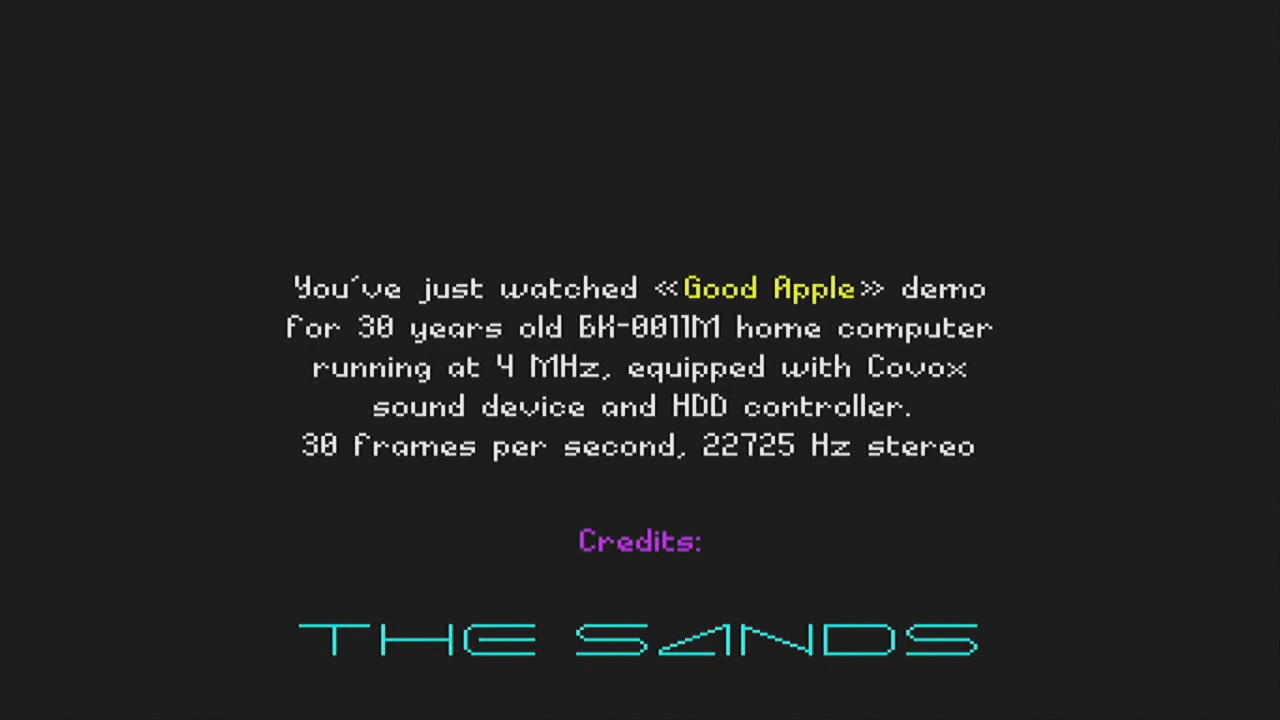 You've just watched «Good Apple» demo
for 30 years old БК-0011М home computer
running at 4 MHz, equipped with Covox
sound device and HDD controller.
30 frames per second, 22725 Hz stereo
Credits:
THE SANDS